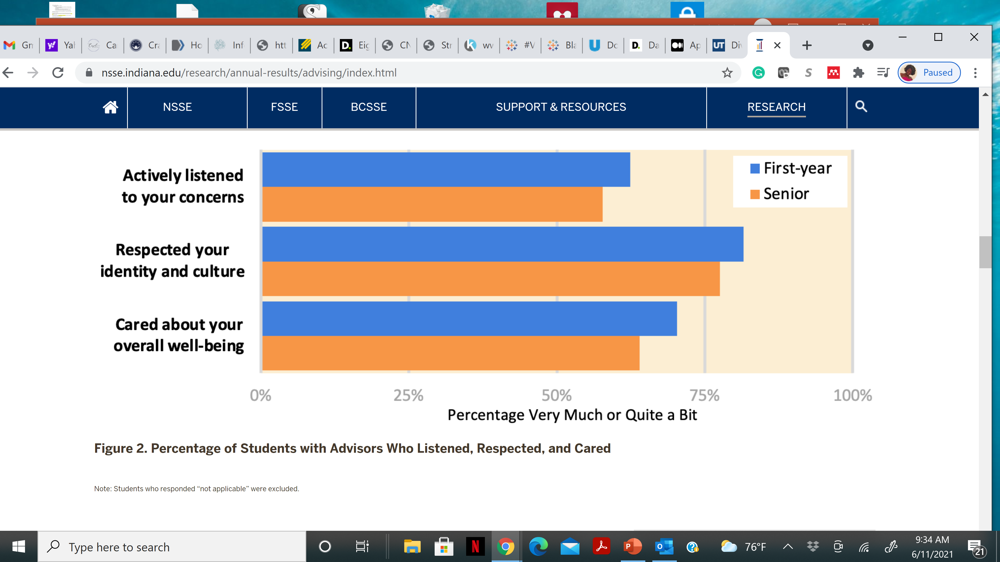 Gm
Yal
Ca
Cra
Ho
Inf
htt
Ac
D.
Eig
CN
Str
wv
#V
Bla
Dc
D.
Da
Ap
UT
Div
nsse.indiana.edu/research/annual-results/advising/index.html
Paused
NSSE
FSSE
BCSSE
SUPPORT & RESOURCES
RESEARCH
First-year
Senior
Actively listened
to your concerns
Respected your
identity and culture
Cared about your
overall well-being
0% 25% 50% 75% 100%
Percentage Very Much or Quite a Bit
Figure 2. Percentage of Students with Advisors Who Listened, Respected, and Cared
Note: Students who responded “not applicable” were excluded.
Type here to search
76°F
9:34 AM
6/11/2021
21